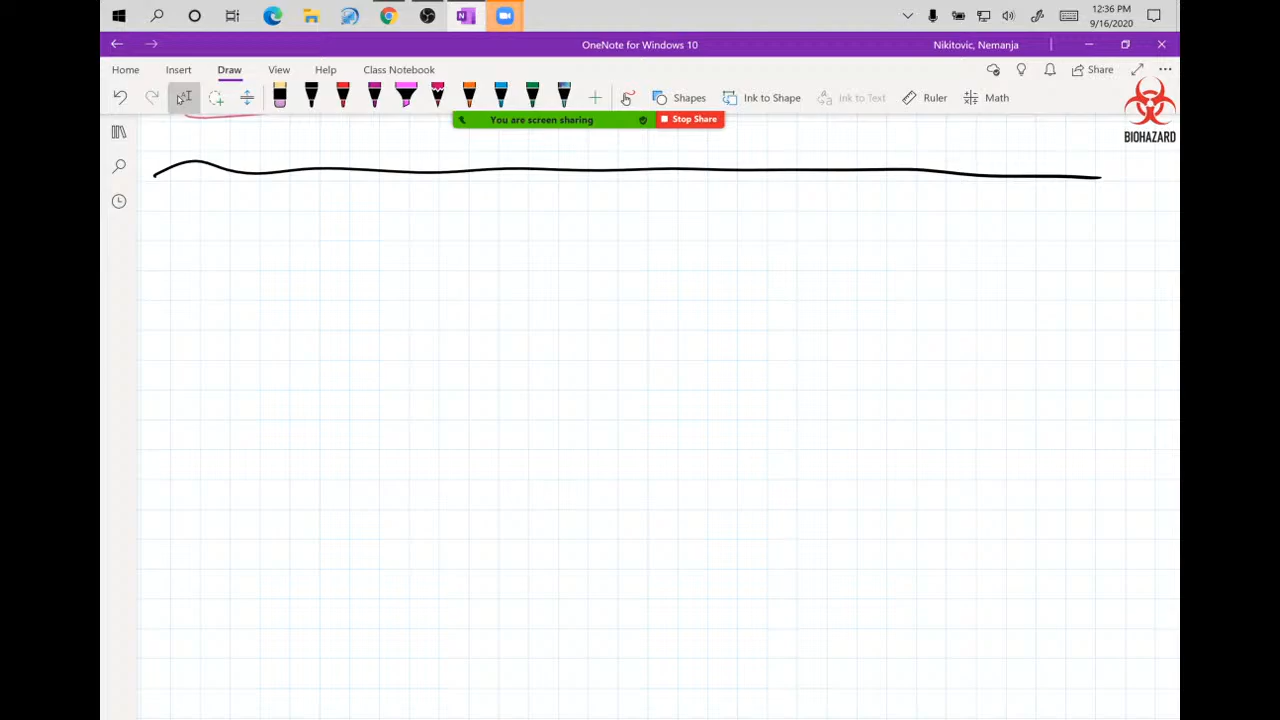 12:36 PM
9/16/2020
OneNote for Windows 10
Nikitovic, Nemanja
Home Insert Draw View Help Class Notebook Share
Shapes Ink to Shape Ink to Text Ruler Math
You are screen sharing Stop Share
BIOHAZARD